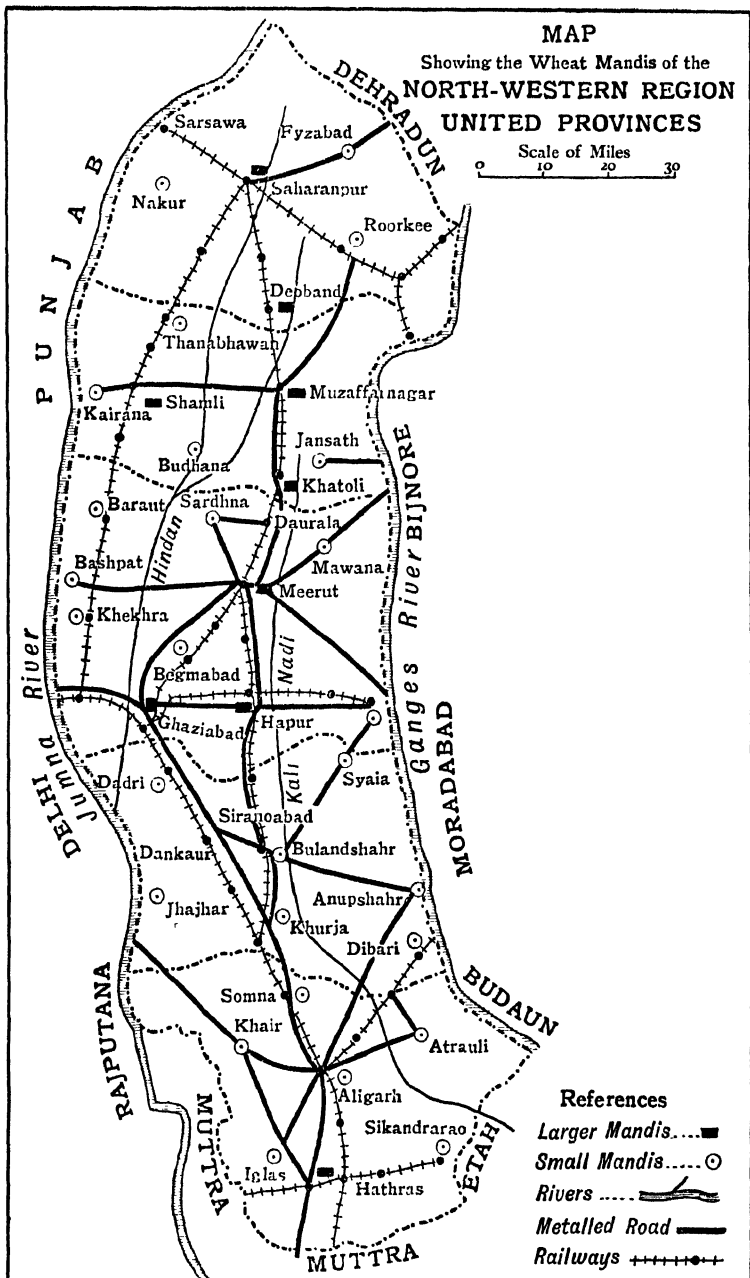 MAP
Showing the Wheat Mandis of the
NORTH-WESTERN REGION
UNITED PROVINCES
Scale of Miles
0 10 20 30
DEHRADUN
PUNJAB
Sarsawa
Fyzabad
Nakur
Saharanpur
Roorkee
Deoband
Thanabhawan
Kairana
Shamli
Muzaffarnagar
Budhana
Jansath
BIJNORE
Khatoli
Baraut
Sardhna
Daurala
Hindan
Mawana
Bashpat
Meerut
Khekhra
Ganges River
Jumna River
Begmabad
Nadi
Ghaziabad
Hapur
Kali
Syaia
DELHI
MORADABAD
Dadri
Siranoabad
Bulandshahr
Dankaur
Anupshahr
Jhajhar
Khurja
Dibari
RAJPUTANA
BUDAUN
Somna
Khair
Atrauli
Aligarh
MUTTRA
Sikandrarao
ETAH
Iglas
Hathras
MUTTRA
References
Larger Mandis....
Small Mandis.....
Rivers ....
Metalled Road
Railways